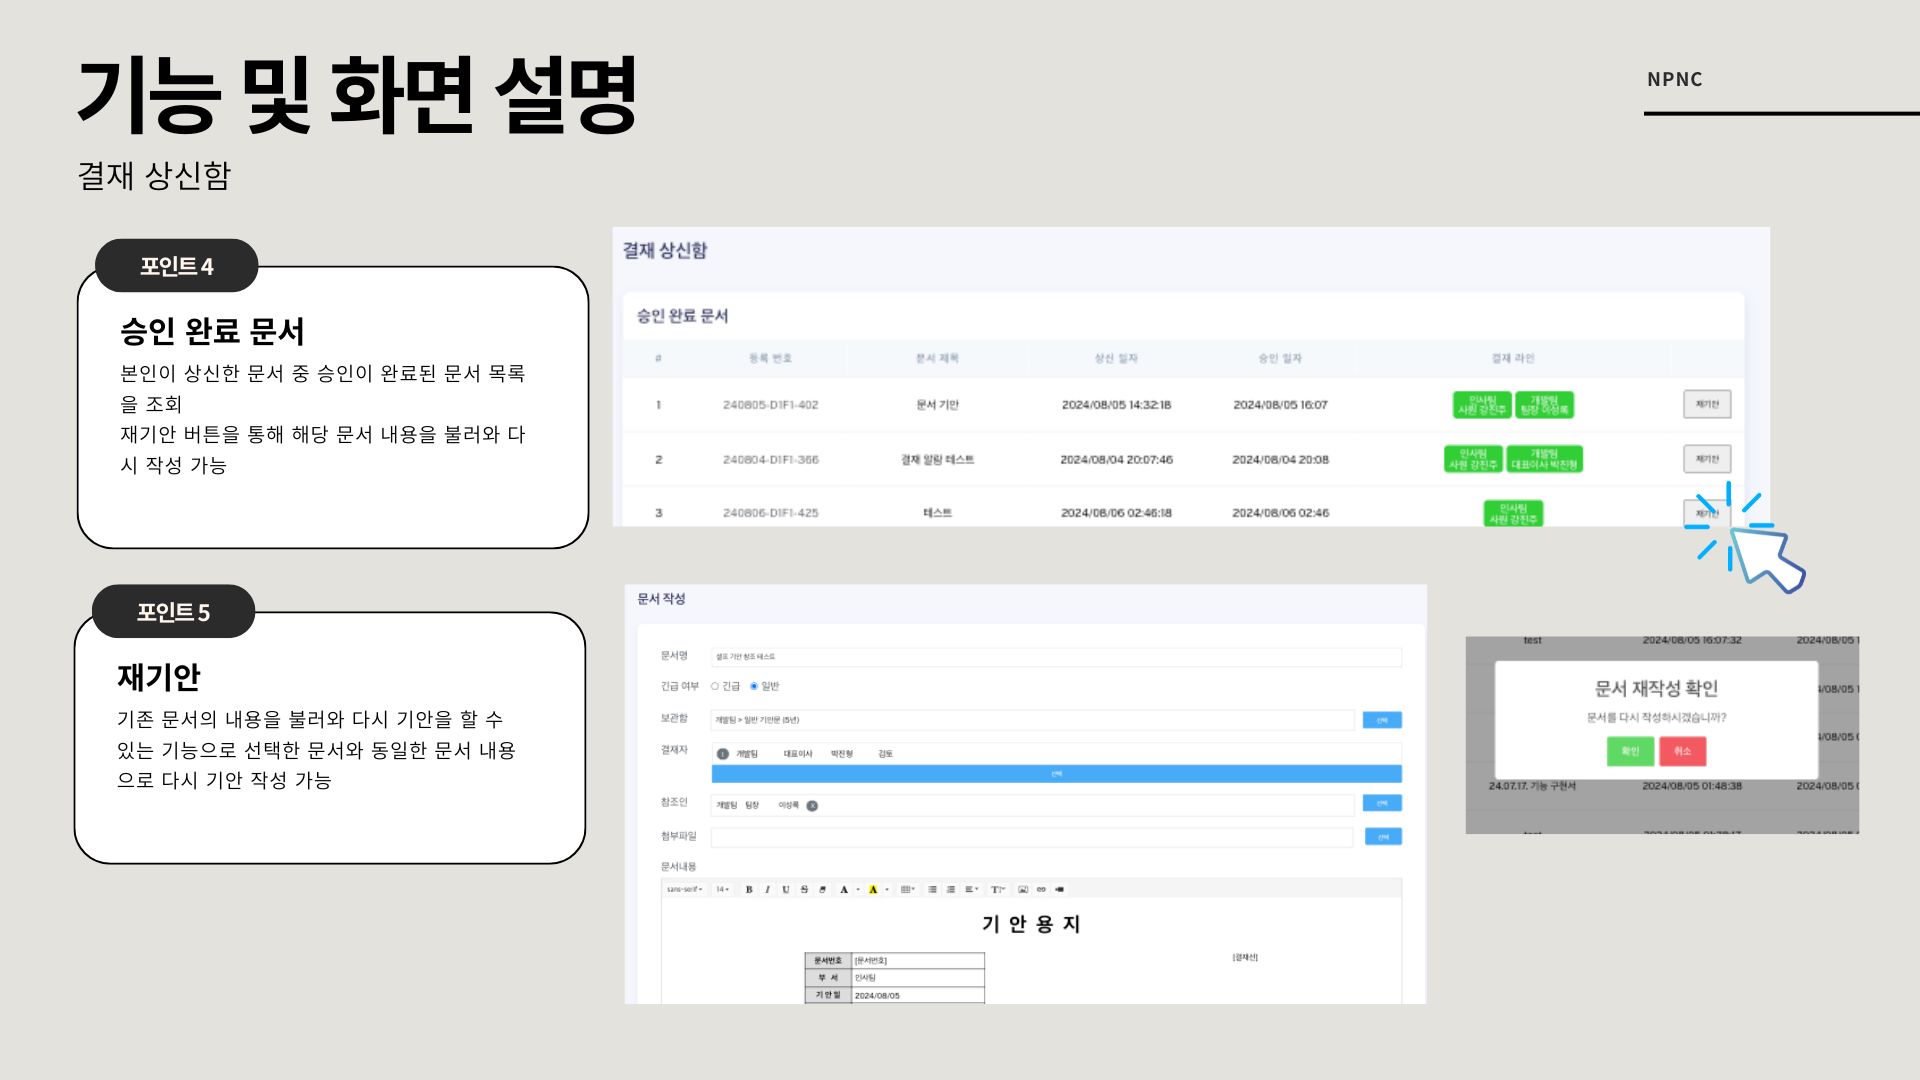 기능 및 화면 설명
NPNC
결재 상신함
포인트 4
승인 완료 문서
본인이 상신한 문서 중 승인이 완료된 문서 목록
을 조회
재기안 버튼을 통해 해당 문서 내용을 불러와 다
시 작성 가능
결재 상신함
승인 완료 문서
# 등록 번호 문서 제목 상신 일자 승인 일자 결재 라인
1 240805-D1F1-402 문서 기안 2024/08/05 14:32:18 2024/08/05 16:07 인사팀 사원 강진주 개발팀 팀장 이성록 재기안
2 240804-D1F1-366 결재 알람 테스트 2024/08/04 20:07:46 2024/08/04 20:08 인사팀 사원 강진주 개발팀 대표이사 박진형 재기안
3 240806-D1F1-425 테스트 2024/08/06 02:46:18 2024/08/06 02:46 인사팀 사원 강진주 재기안
포인트 5
재기안
기존 문서의 내용을 불러와 다시 기안을 할 수
있는 기능으로 선택한 문서와 동일한 문서 내용
으로 다시 기안 작성 가능
문서 작성
문서명 셀프 기안 참조 테스트
긴급 여부 긴급 일반
보관함 개발팀 > 일반 기안문 (5년) 선택
결재자 1 개발팀 대표이사 박진형 검토
선택
참조인 개발팀 팀장 이성록 X 선택
첨부파일 선택
문서내용
sans-serif 14 B I U S A A T
기 안 용 지
문서번호 [문서번호] [결재선]
부 서 인사팀
기 안 일 2024/08/05
test 2024/08/05 16:07:32 2024/08/05 1
문서 재작성 확인
4/08/05 1
문서를 다시 작성하시겠습니까?
4/08/05 0
확인 취소
24.07.17. 기능 구현서 2024/08/05 01:48:38 2024/08/05 0